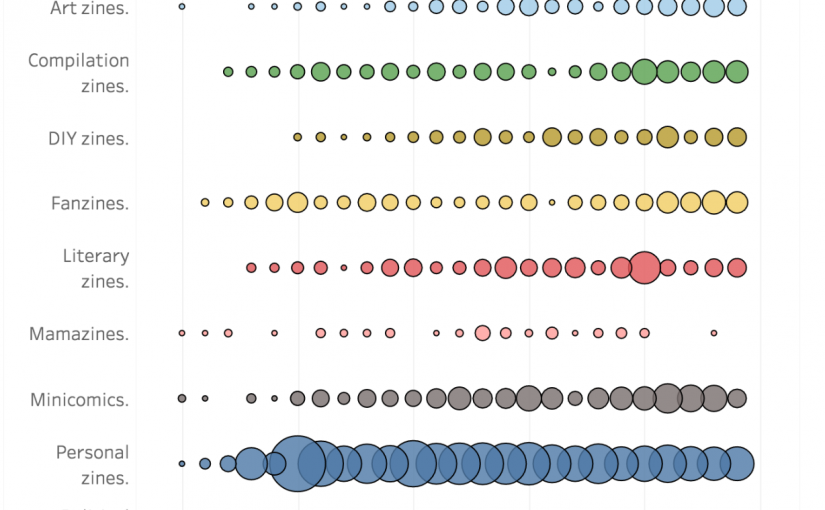 Art zines.
Compilation
zines.
DIY zines.
Fanzines.
Literary
zines.
Mamazines.
Minicomics.
Personal
zines.